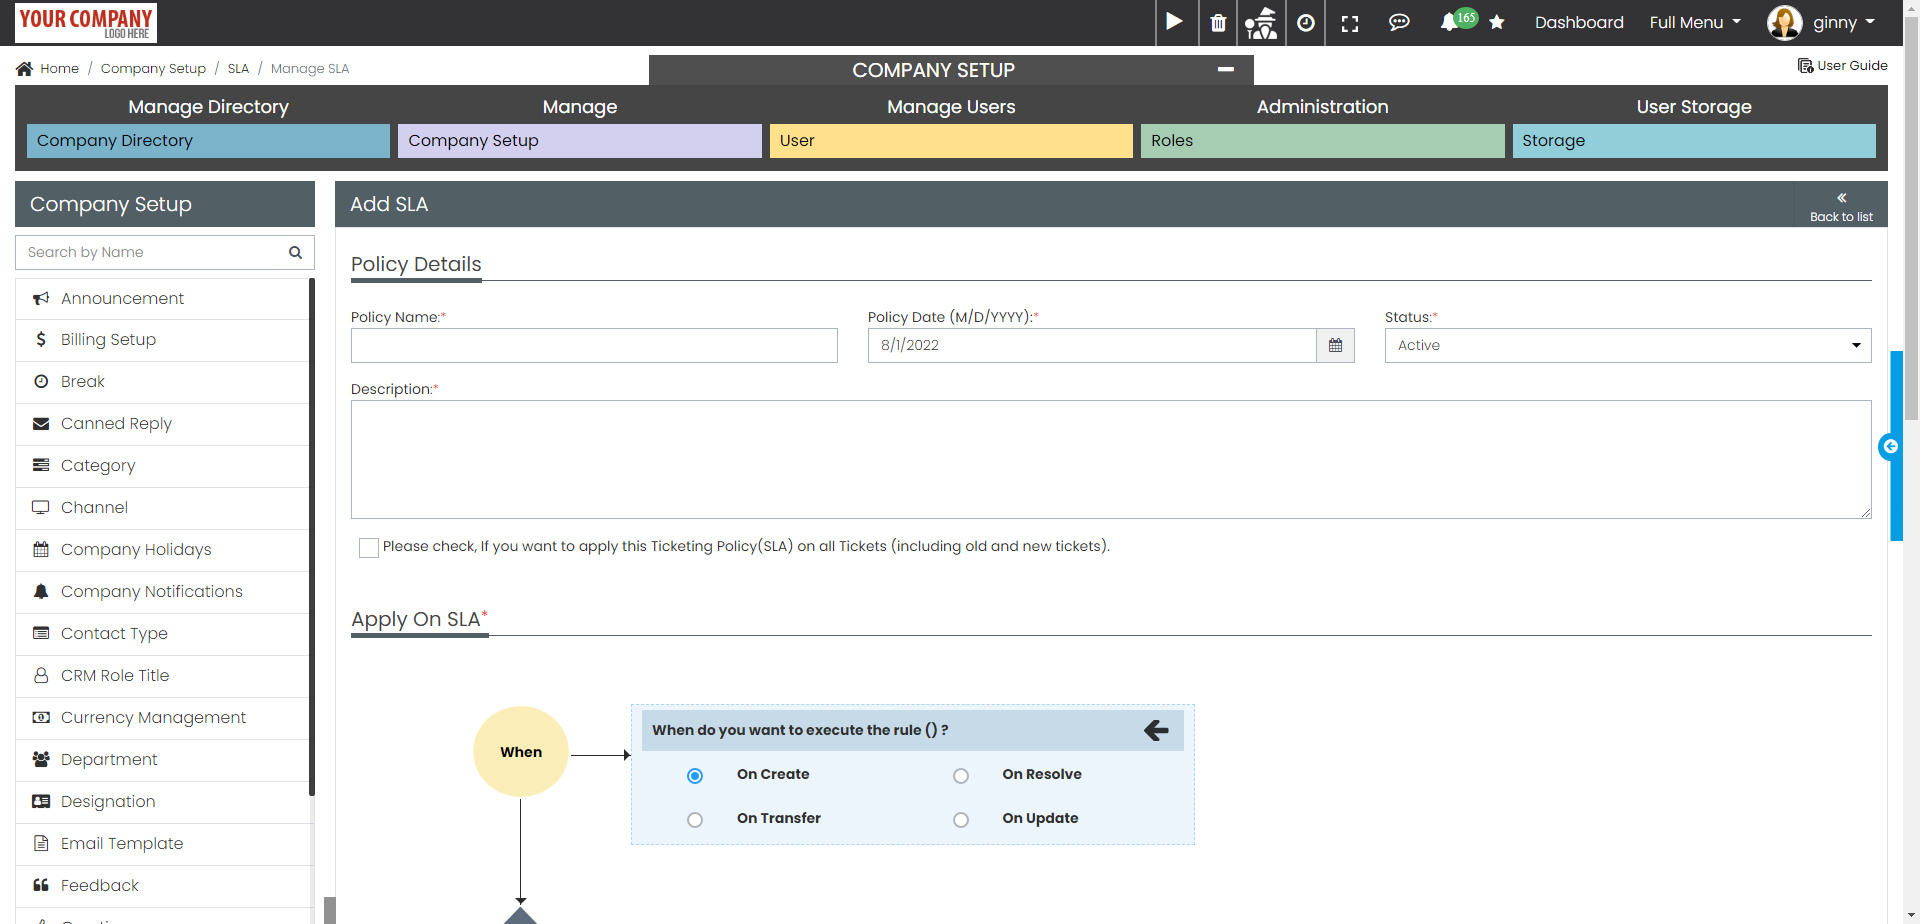 YOUR COMPANY
LOGO HERE
165
Dashboard
Full Menu
ginny
Home / Company Setup / SLA / Manage SLA
COMPANY SETUP
User Guide
Manage Directory
Manage
Manage Users
Administration
User Storage
Company Directory
Company Setup
User
Roles
Storage
Company Setup
Search by Name
Announcement
Billing Setup
Break
Canned Reply
Category
Channel
Company Holidays
Company Notifications
Contact Type
CRM Role Title
Currency Management
Department
Designation
Email Template
Feedback
Add SLA
Back to list
Policy Details
Policy Name:*
Policy Date (M/D/YYYY):*
Status:*
8/1/2022
Active
Description:*
Please check, If you want to apply this Ticketing Policy(SLA) on all Tickets (including old and new tickets).
Apply On SLA*
When
When do you want to execute the rule () ?
On Create
On Resolve
On Transfer
On Update